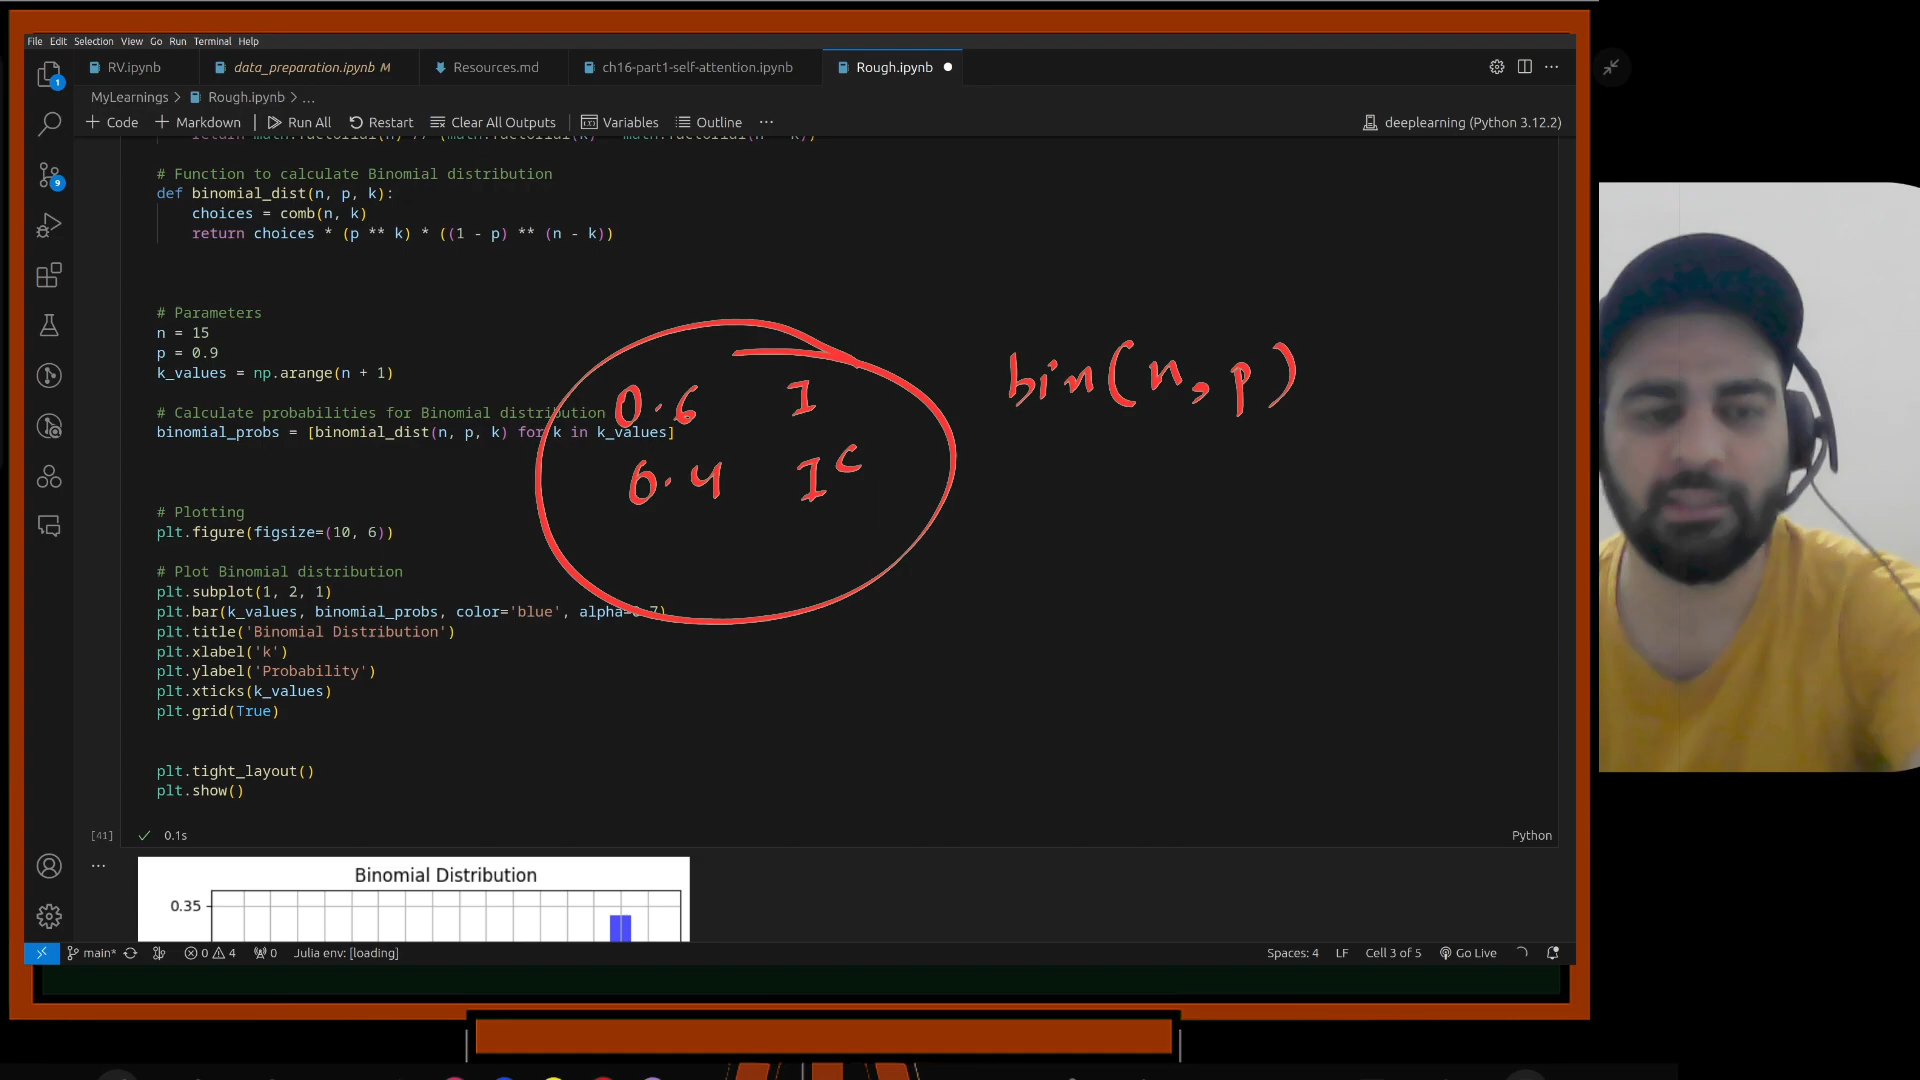 File Edit Selection View Go Run Terminal Help
RV.ipynb data_preparation.ipynb M Resources.md ch16-part1-self-attention.ipynb Rough.ipynb
1
MyLearnings > Rough.ipynb > ...
+ Code + Markdown Run All Restart Clear All Outputs Variables Outline ... deeplearning (Python 3.12.2)
9
# Function to calculate Binomial distribution
def binomial_dist(n, p, k):
choices = comb(n, k)
return choices * (p ** k) * ((1 - p) ** (n - k))
# Parameters
n = 15
p = 0.9
k_values = np.arange(n + 1)
# Calculate probabilities for Binomial distribution
binomial_probs = [binomial_dist(n, p, k) for k in k_values]
0.6 I
0.4 I^c
bin(n, p)
# Plotting
plt.figure(figsize=(10, 6))
# Plot Binomial distribution
plt.subplot(1, 2, 1)
plt.bar(k_values, binomial_probs, color='blue', alpha=0.7)
plt.title('Binomial Distribution')
plt.xlabel('k')
plt.ylabel('Probability')
plt.xticks(k_values)
plt.grid(True)
plt.tight_layout()
plt.show()
[41] 0.1s Python
...
Binomial Distribution
0.35
main* 0 4 0 Julia env: [loading] Spaces: 4 LF Cell 3 of 5 Go Live